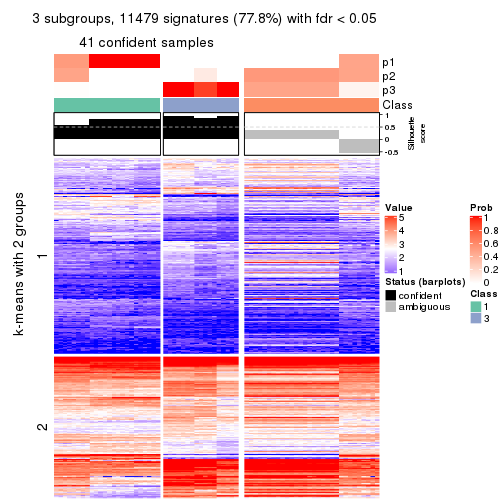 3 subgroups, 11479 signatures (77.8%) with fdr < 0.05
41 confident samples
p1
p2
p3
Class
1
0.5
0
-0.5
Silhouette
score
k-means with 2 groups
1
2
Value
5
4
3
2
1
Status (barplots)
confident
ambiguous
Prob
1
0.8
0.6
0.4
0.2
0
Class
1
3